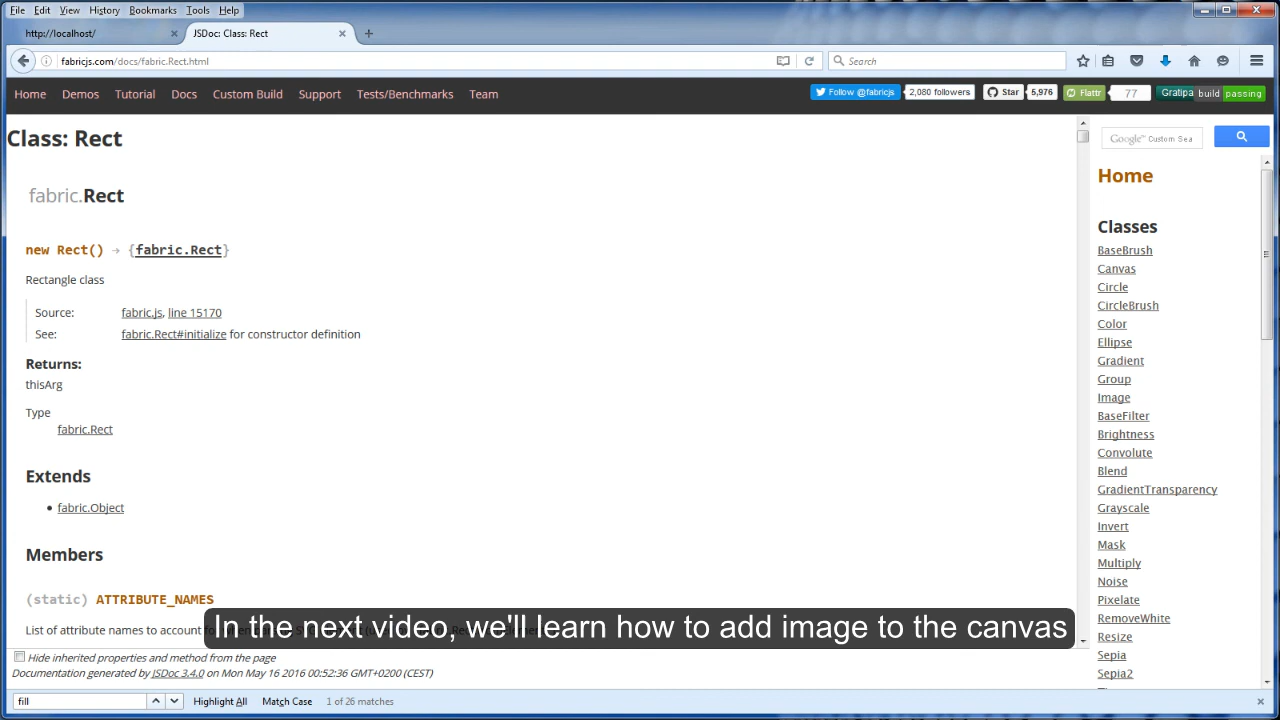 File Edit View History Bookmarks Tools Help
http://localhost/ JSDoc: Class: Rect
fabricjs.com/docs/fabric.Rect.html Search
Home Demos Tutorial Docs Custom Build Support Tests/Benchmarks Team Follow @fabricjs 2,080 followers Star 5,976 Flattr 77 Gratipa build passing
Class: Rect
fabric.Rect
new Rect() → {fabric.Rect}
Rectangle class
Source: fabric.js, line 15170
See: fabric.Rect#initialize for constructor definition
Returns:
thisArg
Type
fabric.Rect
Extends
• fabric.Object
Members
(static) ATTRIBUTE_NAMES
List of attribute names to account
In the next video, we'll learn how to add image to the canvas
Hide inherited properties and method from the page
Documentation generated by JSDoc 3.4.0 on Mon May 16 2016 00:52:36 GMT+0200 (CEST)
Google™ Custom Sea
Home
Classes
BaseBrush
Canvas
Circle
CircleBrush
Color
Ellipse
Gradient
Group
Image
BaseFilter
Brightness
Convolute
Blend
GradientTransparency
Grayscale
Invert
Mask
Multiply
Noise
Pixelate
RemoveWhite
Resize
Sepia
Sepia2
fill Highlight All Match Case 1 of 26 matches